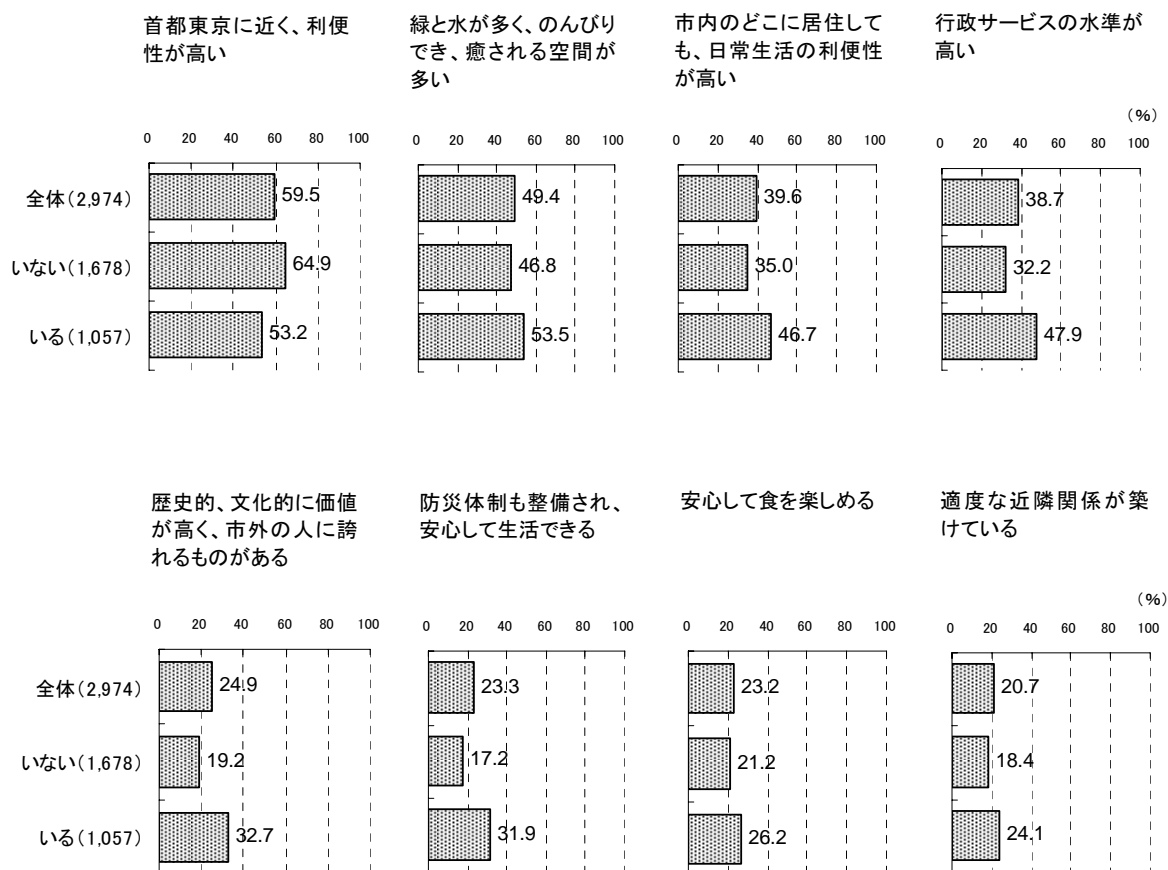 首都東京に近く、利便
性が高い
緑と水が多く、のんびり
でき、癒される空間が
多い
市内のどこに居住して
も、日常生活の利便性
が高い
行政サービスの水準が
高い
(%)
0 20 40 60 80 100
0 20 40 60 80 100
0 20 40 60 80 100
0 20 40 60 80 100
全体(2,974) 59.5 49.4 39.6 38.7
いない(1,678) 64.9 46.8 35.0 32.2
いる(1,057) 53.2 53.5 46.7 47.9
歴史的、文化的に価値
が高く、市外の人に誇
れるものがある
防災体制も整備され、
安心して生活できる
安心して食を楽しめる
適度な近隣関係が築
けている
(%)
0 20 40 60 80 100
0 20 40 60 80 100
0 20 40 60 80 100
0 20 40 60 80 100
全体(2,974) 24.9 23.3 23.2 20.7
いない(1,678) 19.2 17.2 21.2 18.4
いる(1,057) 32.7 31.9 26.2 24.1